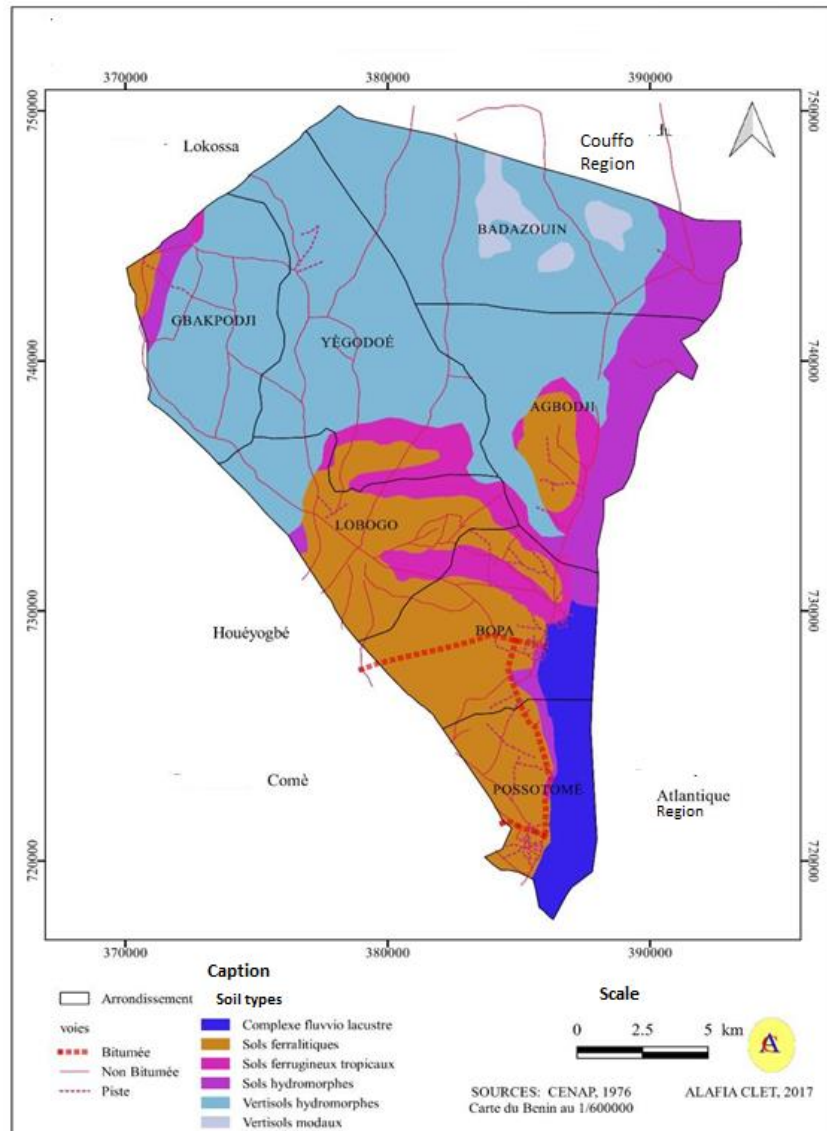 370000 380000 390000
750000 750000
Lokossa
Couffo
Region
BADAZOUIN
GBAKPODJI
YÈGODOÉ
740000 740000
AGBODJI
LOBOGO
730000 730000
Houéyogbé
BOPA
Comè
POSSOTOMÈ
Atlantique
Region
720000 720000
370000 380000 390000
Caption
Arrondissement
voies
Bitumée
Non Bitumée
Piste
Soil types
Complexe fluvvio lacustre
Sols ferralitiques
Sols ferrugineux tropicaux
Sols hydromorphes
Vertisols hydromorphes
Vertisols modaux
Scale
0 2.5 5 km
SOURCES: CENAP, 1976 ALAFIA CLET, 2017
Carte du Benin au 1/600000